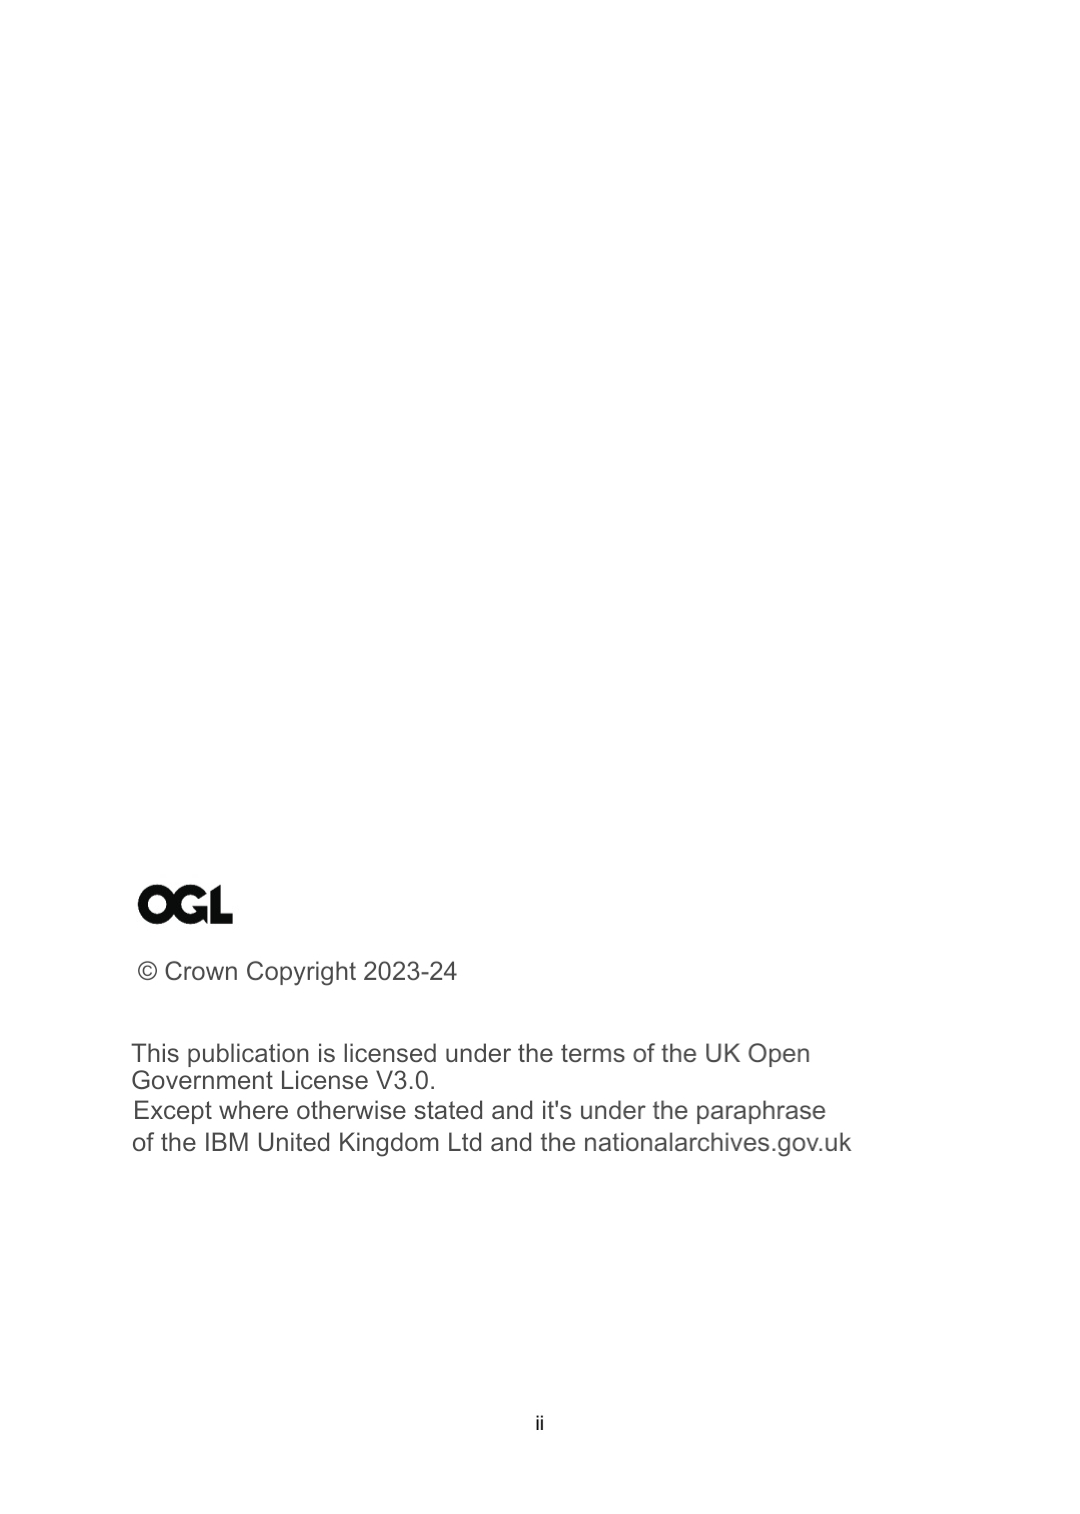 OGL
© Crown Copyright 2023-24
This publication is licensed under the terms of the UK Open
Government License V3.0.
Except where otherwise stated and it's under the paraphrase
of the IBM United Kingdom Ltd and the nationalarchives.gov.uk
ii